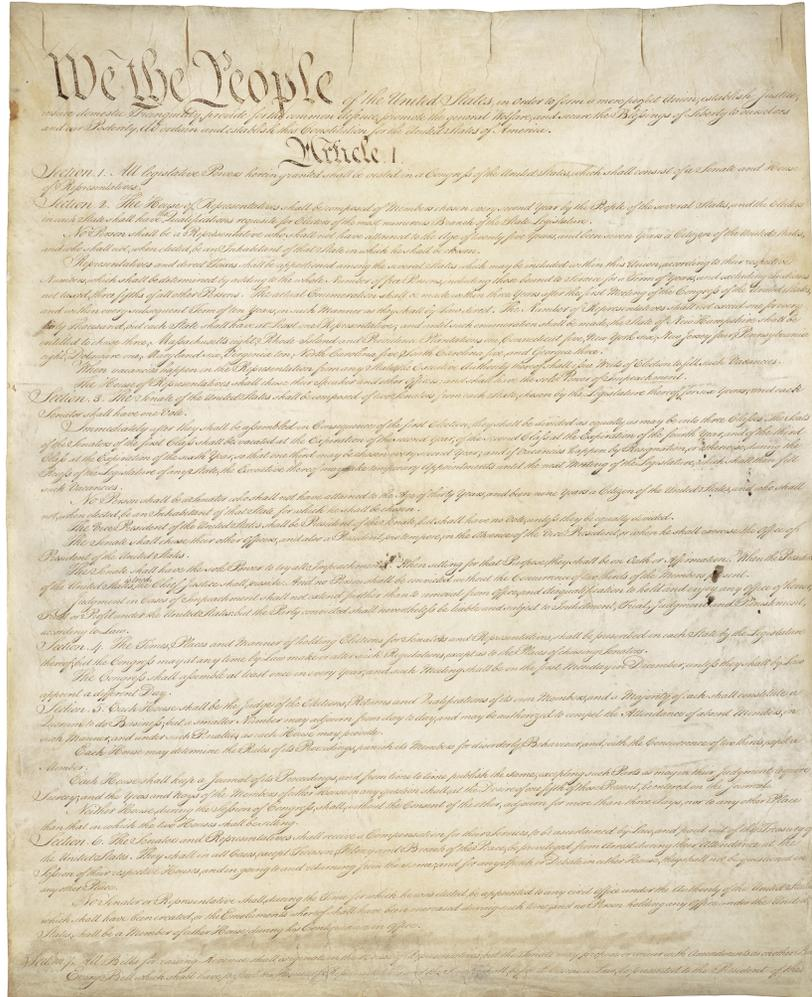 We the People of the United States, in Order to form a more perfect Union, establish Justice,
insure domestic Tranquility, provide for the common defence, promote the general Welfare, and secure the Blessings of Liberty to ourselves
and our Posterity, do ordain and establish this Constitution for the United States of America.
Article. I.
Section. 1. All legislative Powers herein granted shall be vested in a Congress of the United States, which shall consist of a Senate and House
of Representatives.
Section. 2. The House of Representatives shall be composed of Members chosen every second Year by the People of the several States, and the Electors
in each State shall have the Qualifications requisite for Electors of the most numerous Branch of the State Legislature.
No Person shall be a Representative who shall not have attained to the Age of twenty five Years, and been seven Years a Citizen of the United States,
and who shall not, when elected, be an Inhabitant of that State in which he shall be chosen.
Representatives and direct Taxes shall be apportioned among the several States which may be included within this Union, according to their respective
Numbers, which shall be determined by adding to the whole Number of free Persons, including those bound to Service for a Term of Years, and excluding Indians
not taxed, three fifths of all other Persons. The actual Enumeration shall be made within three Years after the first Meeting of the Congress of the United States,
and within every subsequent Term of ten Years, in such Manner as they shall by Law direct. The Number of Representatives shall not exceed one for every
thirty Thousand, but each State shall have at Least one Representative; and until such enumeration shall be made, the State of New Hampshire shall be
entitled to chuse three, Massachusetts eight, Rhode Island and Providence Plantations one, Connecticut five, New York six, New Jersey four, Pennsylvania
eight, Delaware one, Maryland six, Virginia ten, North Carolina five, South Carolina five, and Georgia three.
When vacancies happen in the Representation from any State, the Executive Authority thereof shall issue Writs of Election to fill such Vacancies.
The House of Representatives shall chuse their Speaker and other Officers; and shall have the sole Power of Impeachment.
Section. 3. The Senate of the United States shall be composed of two Senators from each State, chosen by the Legislature thereof, for six Years; and each
Senator shall have one Vote.
Immediately after they shall be assembled in Consequence of the first Election, they shall be divided as equally as may be into three Classes. The Seats
of the Senators of the first Class shall be vacated at the Expiration of the second Year, of the second Class at the Expiration of the fourth Year, and of the third
Class at the Expiration of the sixth Year, so that one third may be chosen every second Year; and if Vacancies happen by Resignation, or otherwise, during the
Recess of the Legislature of any State, the Executive thereof may make temporary Appointments until the next Meeting of the Legislature, which shall then fill
such Vacancies.
No Person shall be a Senator who shall not have attained to the Age of thirty Years, and been nine Years a Citizen of the United States, and who shall
not, when elected, be an Inhabitant of that State for which he shall be chosen.
The Vice President of the United States shall be President of the Senate, but shall have no Vote, unless they be equally divided.
The Senate shall chuse their other Officers, and also a President pro tempore, in the Absence of the Vice President, or when he shall exercise the Office of
President of the United States.
The Senate shall have the sole Power to try all Impeachments. When sitting for that Purpose, they shall be on Oath or Affirmation. When the President
of the United States is tried, the Chief Justice shall preside: And no Person shall be convicted without the Concurrence of two thirds of the Members present.
Judgment in Cases of Impeachment shall not extend further than to removal from Office, and disqualification to hold and enjoy any Office of honor,
Trust or Profit under the United States: but the Party convicted shall nevertheless be liable and subject to Indictment, Trial, Judgment and Punishment,
according to Law.
Section. 4. The Times, Places and Manner of holding Elections for Senators and Representatives, shall be prescribed in each State by the Legislature
thereof; but the Congress may at any time by Law make or alter such Regulations, except as to the Places of chusing Senators.
The Congress shall assemble at least once in every Year, and such Meeting shall be on the first Monday in December, unless they shall by Law
appoint a different Day.
Section. 5. Each House shall be the Judge of the Elections, Returns and Qualifications of its own Members, and a Majority of each shall constitute a
Quorum to do Business; but a smaller Number may adjourn from day to day, and may be authorized to compel the Attendance of absent Members, in
such Manner, and under such Penalties as each House may provide.
Each House may determine the Rules of its Proceedings, punish its Members for disorderly Behaviour, and, with the Concurrence of two thirds, expel a
Member.
Each House shall keep a Journal of its Proceedings, and from time to time publish the same, excepting such Parts as may in their Judgment require
Secrecy; and the Yeas and Nays of the Members of either House on any question shall, at the Desire of one fifth of those Present, be entered on the Journal.
Neither House, during the Session of Congress, shall, without the Consent of the other, adjourn for more than three days, nor to any other Place
than that in which the two Houses shall be sitting.
Section. 6. The Senators and Representatives shall receive a Compensation for their Services, to be ascertained by Law, and paid out of the Treasury of
the United States. They shall in all Cases, except Treason, Felony and Breach of the Peace, be privileged from Arrest during their Attendance at the
Session of their respective Houses, and in going to and returning from the same; and for any Speech or Debate in either House, they shall not be questioned in
any other Place.
No Senator or Representative shall, during the Time for which he was elected, be appointed to any civil Office under the Authority of the United States,
which shall have been created, or the Emoluments whereof shall have been encreased during such time; and no Person holding any Office under the United
States, shall be a Member of either House during his Continuance in Office.
Section. 7. All Bills for raising Revenue shall originate in the House of Representatives; but the Senate may propose or concur with Amendments as on other Bills.
Every Bill which shall have passed the House of Representatives and the Senate, shall, before it become a Law, be presented to the President of the